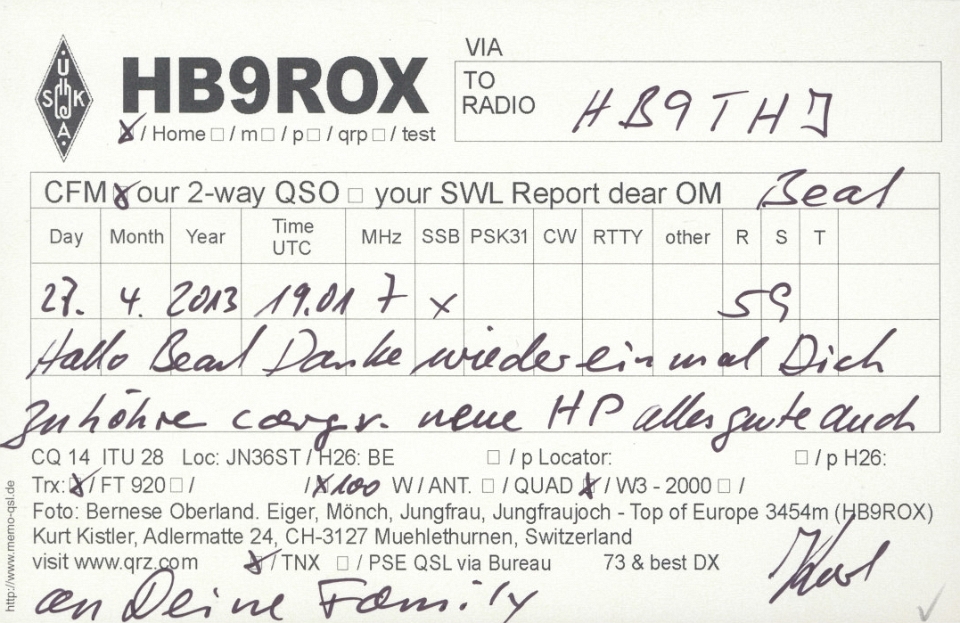 USKA
HB9ROX
VIA
TO RADIO HB9THJ
☒ / Home ☐ / m ☐ / p ☐ / qrp ☐ / test
CFM ☒ our 2-way QSO ☐ your SWL Report dear OM Beat
Day Month Year Time UTC MHz SSB PSK31 CW RTTY other R S T
27. 4. 2013 19.01 7 x 59
Hallo Beat Danke wieder einmal Dich
zu höhre neue HP alles gute auch
CQ 14 ITU 28 Loc: JN36ST / H26: BE ☐ / p Locator: ☐ / p H26:
Trx: ☒ / FT 920 ☐ / / ☒ 100 W / ANT. ☐ / QUAD ☒ / W3 - 2000 ☐ /
Foto: Bernese Oberland. Eiger, Mönch, Jungfrau, Jungfraujoch - Top of Europe 3454m (HB9ROX)
Kurt Kistler, Adlermatte 24, CH-3127 Muehlethurnen, Switzerland
visit www.qrz.com ☒ / TNX ☐ / PSE QSL via Bureau 73 & best DX Kurt
an Deine Family
http://www.memo-qsl.de